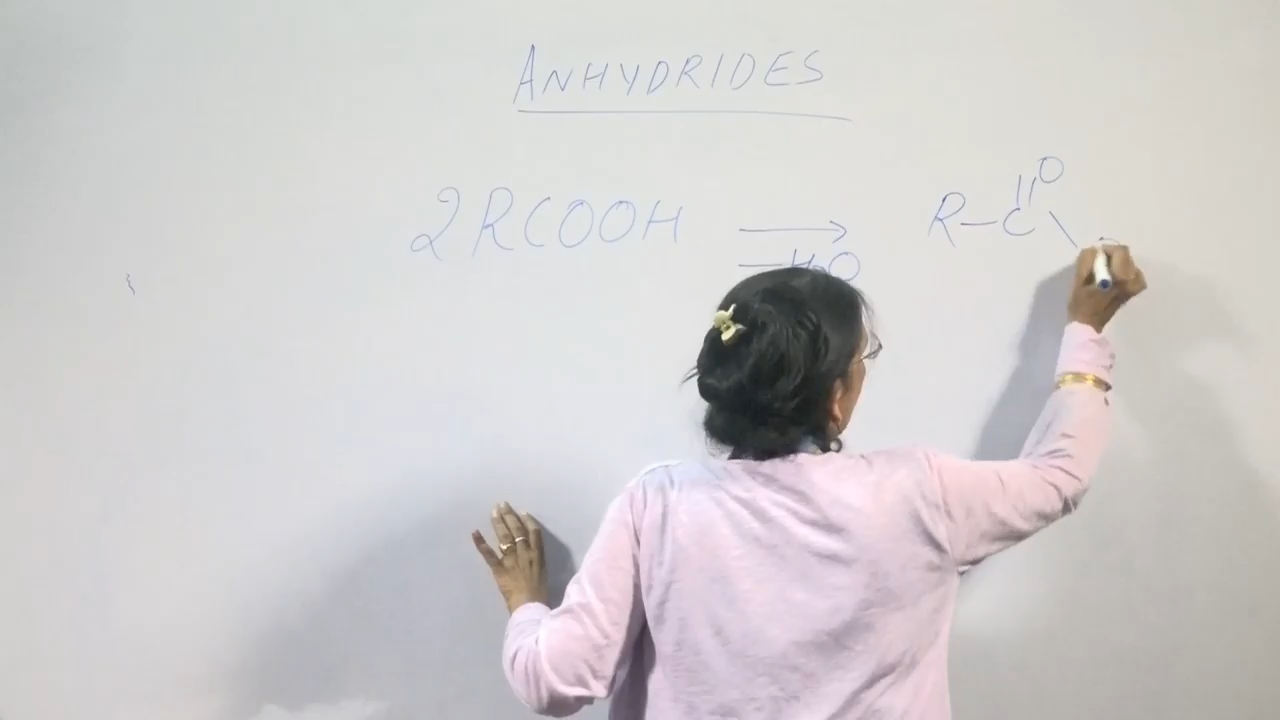 ANHYDRIDES
O
2RCOOH → R-C
-H2O